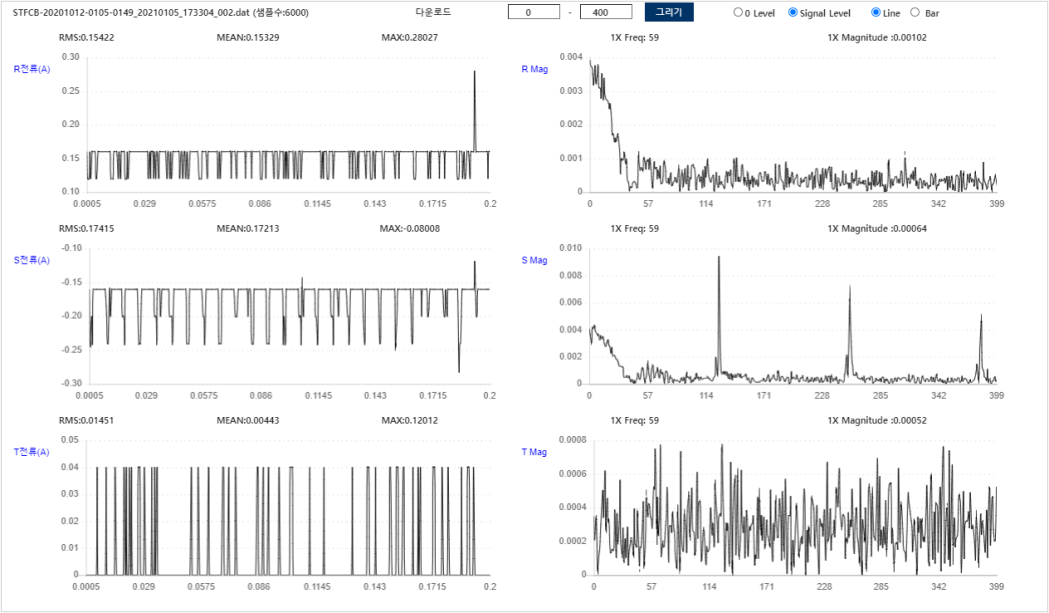 STFCB-20201012-0105-0149_20210105_173304_002.dat (샘플수:6000) 다운로드 0 - 400 그리기 0 Level Signal Level Line Bar
RMS:0.15422 MEAN:0.15329 MAX:0.28027
R전류(A)
0.30
0.25
0.20
0.15
0.10
0.0005 0.029 0.0575 0.086 0.1145 0.143 0.1715 0.2
1X Freq: 59 1X Magnitude :0.00102
R Mag
0.004
0.003
0.002
0.001
0
0 57 114 171 228 285 342 399
RMS:0.17415 MEAN:0.17213 MAX:-0.08008
S전류(A)
-0.10
-0.15
-0.20
-0.25
-0.30
0.0005 0.029 0.0575 0.086 0.1145 0.143 0.1715 0.2
1X Freq: 59 1X Magnitude :0.00064
S Mag
0.010
0.008
0.006
0.004
0.002
0
0 57 114 171 228 285 342 399
RMS:0.01451 MEAN:0.00443 MAX:0.12012
T전류(A)
0.05
0.04
0.03
0.02
0.01
0
0.0005 0.029 0.0575 0.086 0.1145 0.143 0.1715 0.2
1X Freq: 59 1X Magnitude :0.00052
T Mag
0.0008
0.0006
0.0004
0.0002
0
0 57 114 171 228 285 342 399